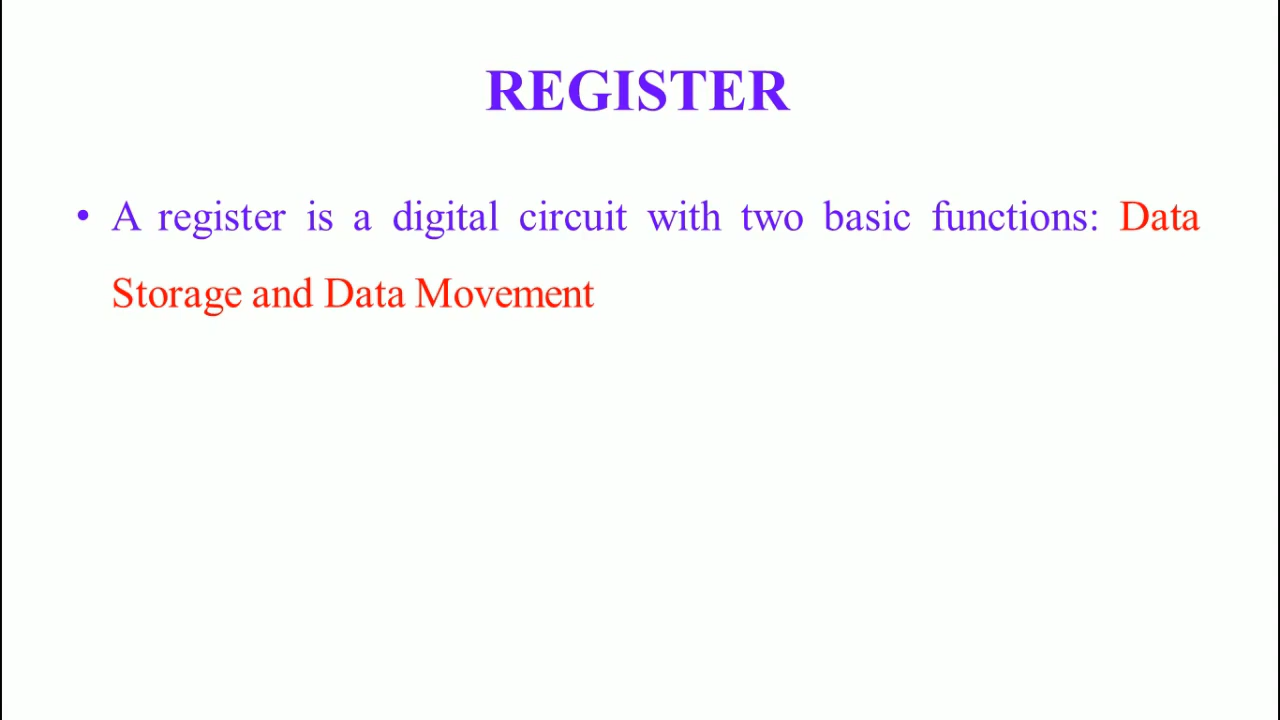 REGISTER
• A register is a digital circuit with two basic functions: Data
Storage and Data Movement